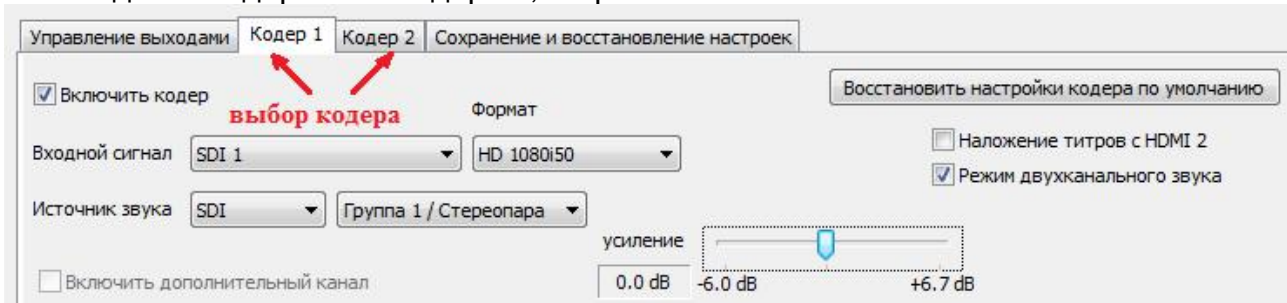 Управление выходами Кодер 1 Кодер 2 Сохранение и восстановление настроек
Включить кодер
Восстановить настройки кодера по умолчанию
выбор кодера
Формат
Входной сигнал SDI 1 HD 1080i50
Наложение титров с HDMI 2
Режим двухканального звука
Источник звука SDI Группа 1 / Стереопара
усиление
Включить дополнительный канал
0.0 dB -6.0 dB +6.7 dB